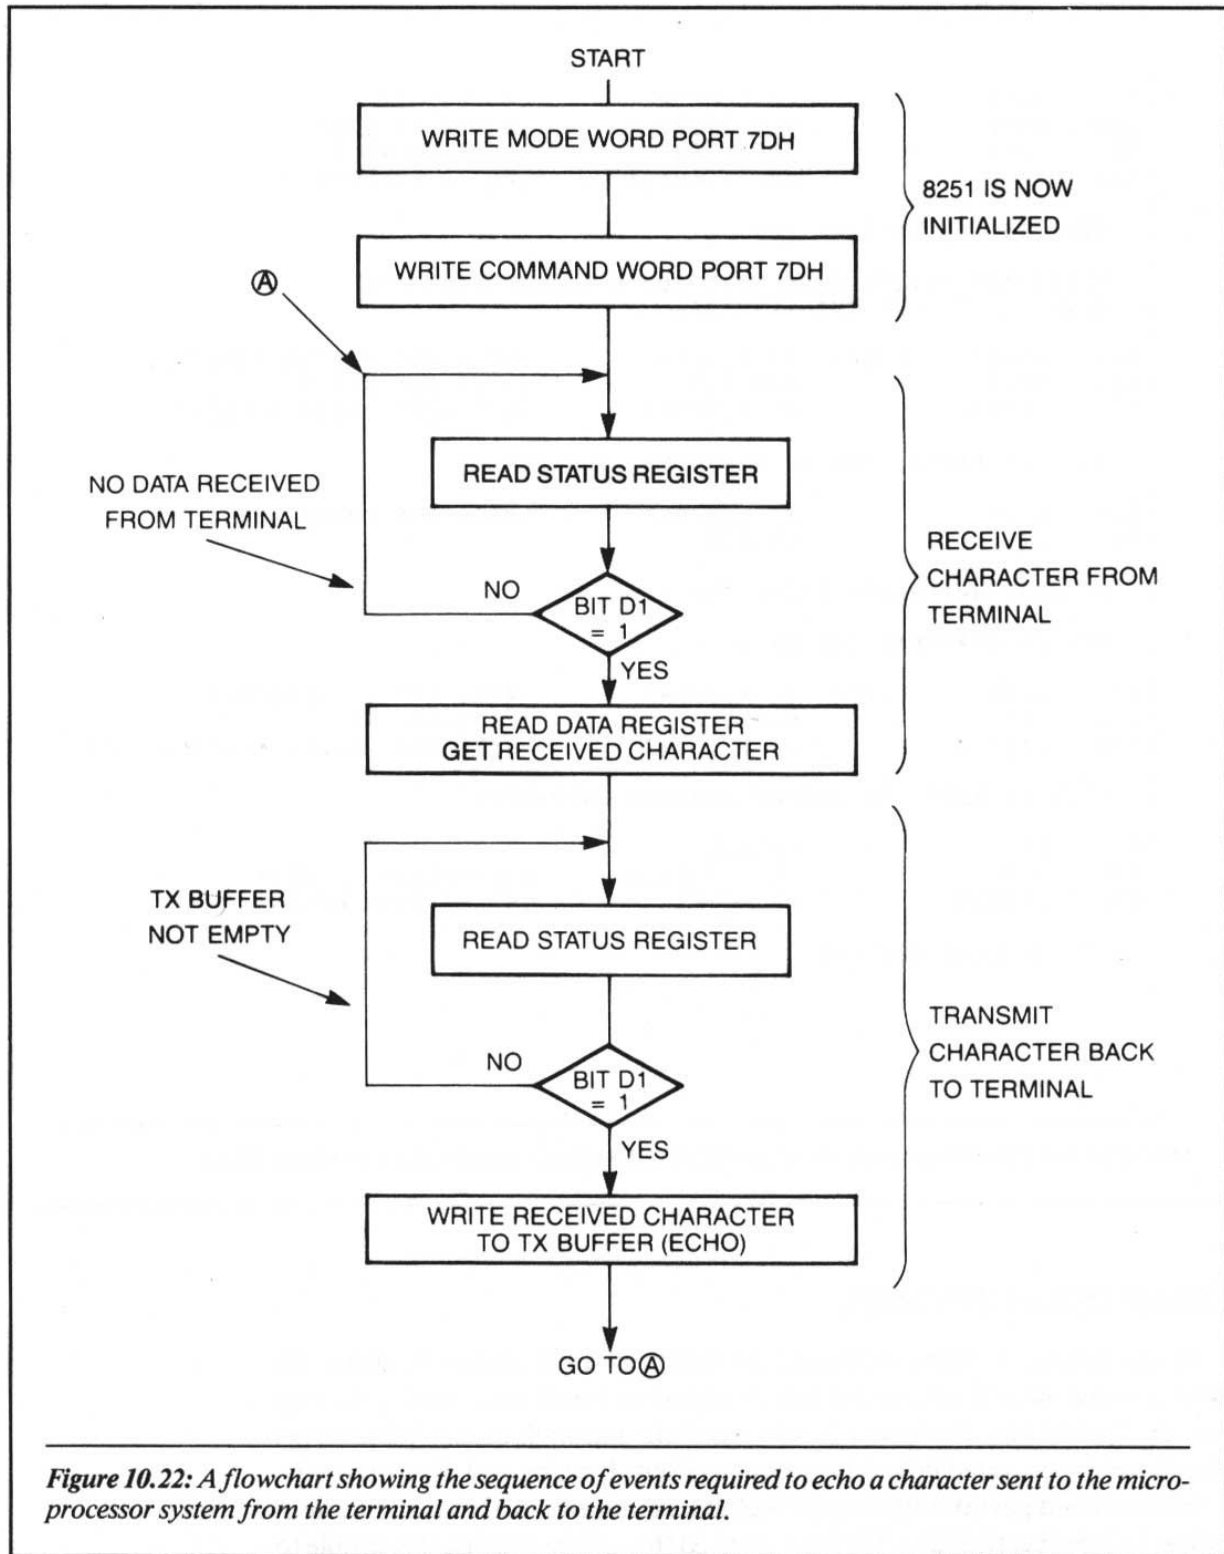 START
WRITE MODE WORD PORT 7DH
8251 IS NOW
INITIALIZED
WRITE COMMAND WORD PORT 7DH
A
READ STATUS REGISTER
NO DATA RECEIVED
FROM TERMINAL
RECEIVE
CHARACTER FROM
TERMINAL
NO
BIT D1
= 1
YES
READ DATA REGISTER
GET RECEIVED CHARACTER
TX BUFFER
NOT EMPTY
READ STATUS REGISTER
TRANSMIT
CHARACTER BACK
TO TERMINAL
NO
BIT D1
= 1
YES
WRITE RECEIVED CHARACTER
TO TX BUFFER (ECHO)
GO TO A
Figure 10.22: A flowchart showing the sequence of events required to echo a character sent to the micro-
processor system from the terminal and back to the terminal.